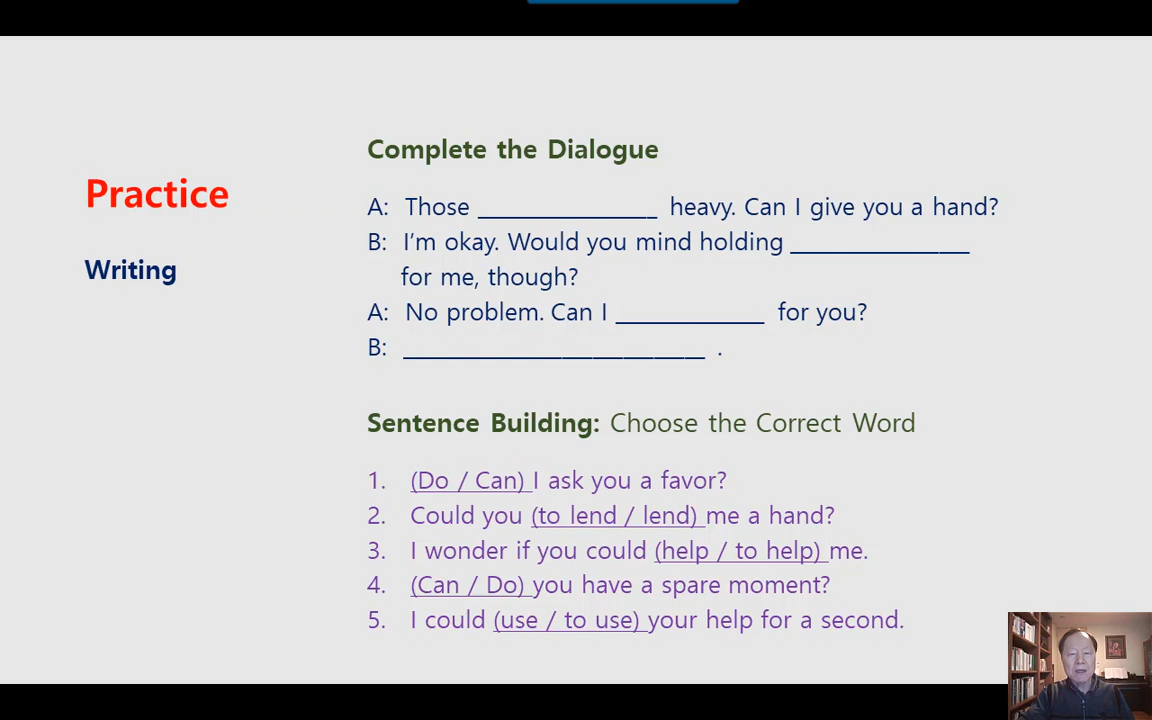 Complete the Dialogue
Practice
A: Those _______________ heavy. Can I give you a hand?
B: I'm okay. Would you mind holding _______________
Writing
for me, though?
A: No problem. Can I ____________ for you?
B: _________________________ .
Sentence Building: Choose the Correct Word
1. (Do / Can) I ask you a favor?
2. Could you (to lend / lend) me a hand?
3. I wonder if you could (help / to help) me.
4. (Can / Do) you have a spare moment?
5. I could (use / to use) your help for a second.